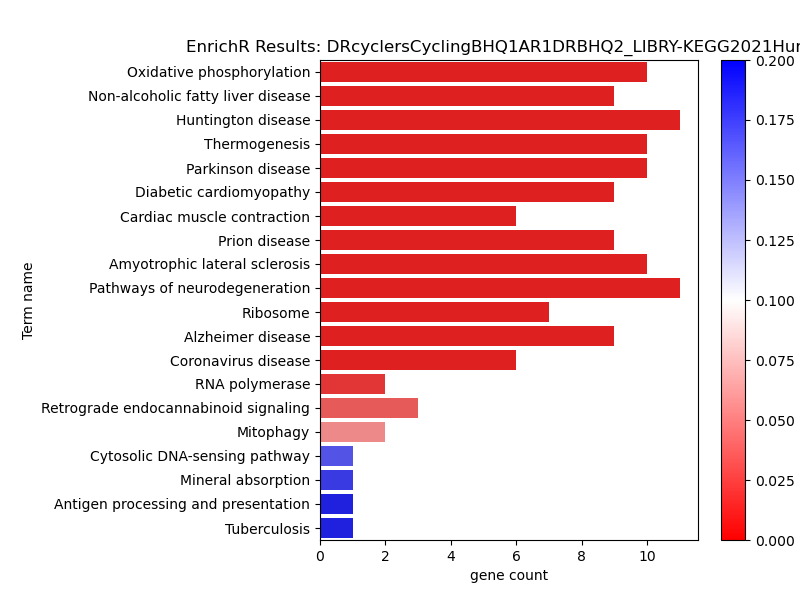 EnrichR Results: DRcyclersCyclingBHQ1AR1DRBHQ2_LIBRY-KEGG2021Hu
Term name
Oxidative phosphorylation
Non-alcoholic fatty liver disease
Huntington disease
Thermogenesis
Parkinson disease
Diabetic cardiomyopathy
Cardiac muscle contraction
Prion disease
Amyotrophic lateral sclerosis
Pathways of neurodegeneration
Ribosome
Alzheimer disease
Coronavirus disease
RNA polymerase
Retrograde endocannabinoid signaling
Mitophagy
Cytosolic DNA-sensing pathway
Mineral absorption
Antigen processing and presentation
Tuberculosis
0 2 4 6 8 10
gene count
0.200
0.175
0.150
0.125
0.100
0.075
0.050
0.025
0.000